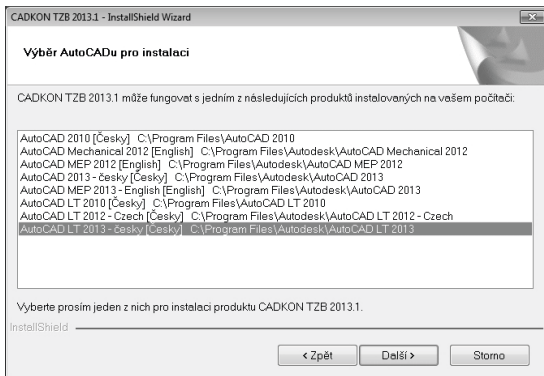 CADKON TZB 2013.1 - InstallShield Wizard
Výběr AutoCADu pro instalaci
CADKON TZB 2013.1 může fungovat s jedním z následujících produktů instalovaných na vašem počítači:
AutoCAD 2010 [Česky] C:\Program Files\AutoCAD 2010
AutoCAD Mechanical 2012 [English] C:\Program Files\Autodesk\AutoCAD Mechanical 2012
AutoCAD MEP 2012 [English] C:\Program Files\Autodesk\AutoCAD MEP 2012
AutoCAD 2013 - česky [Česky] C:\Program Files\Autodesk\AutoCAD 2013
AutoCAD MEP 2013 - English [English] C:\Program Files\Autodesk\AutoCAD 2013
AutoCAD LT 2010 [Česky] C:\Program Files\AutoCAD LT 2010
AutoCAD LT 2012 - Czech [Česky] C:\Program Files\Autodesk\AutoCAD LT 2012 - Czech
AutoCAD LT 2013 - česky [Česky] C:\Program Files\Autodesk\AutoCAD LT 2013
Vyberte prosím jeden z nich pro instalaci produktu CADKON TZB 2013.1.
InstallShield
< Zpět Další > Storno